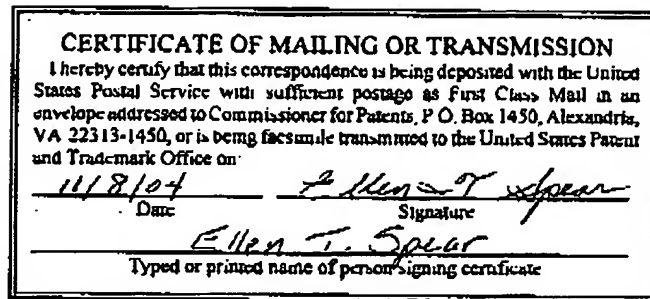 CERTIFICATE OF MAILING OR TRANSMISSION
I hereby certify that this correspondence is being deposited with the United
States Postal Service with sufficient postage as First Class Mail in an
envelope addressed to Commissioner for Patents, P O. Box 1450, Alexandria,
VA 22313-1450, or is being facsimile transmitted to the United States Patent
and Trademark Office on:
11/8/04 Ellen T. Spear
Date Signature
Ellen T. Spear
Typed or printed name of person signing certificate